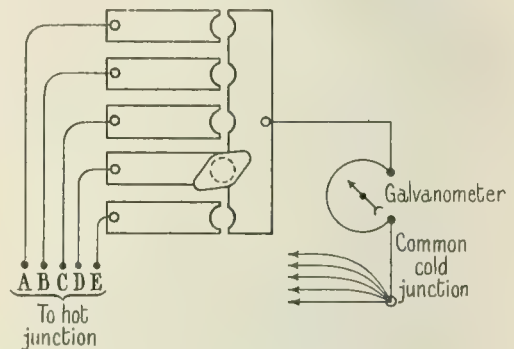 Galvanometer
Common
cold
junction
A B C D E
To hot
junction